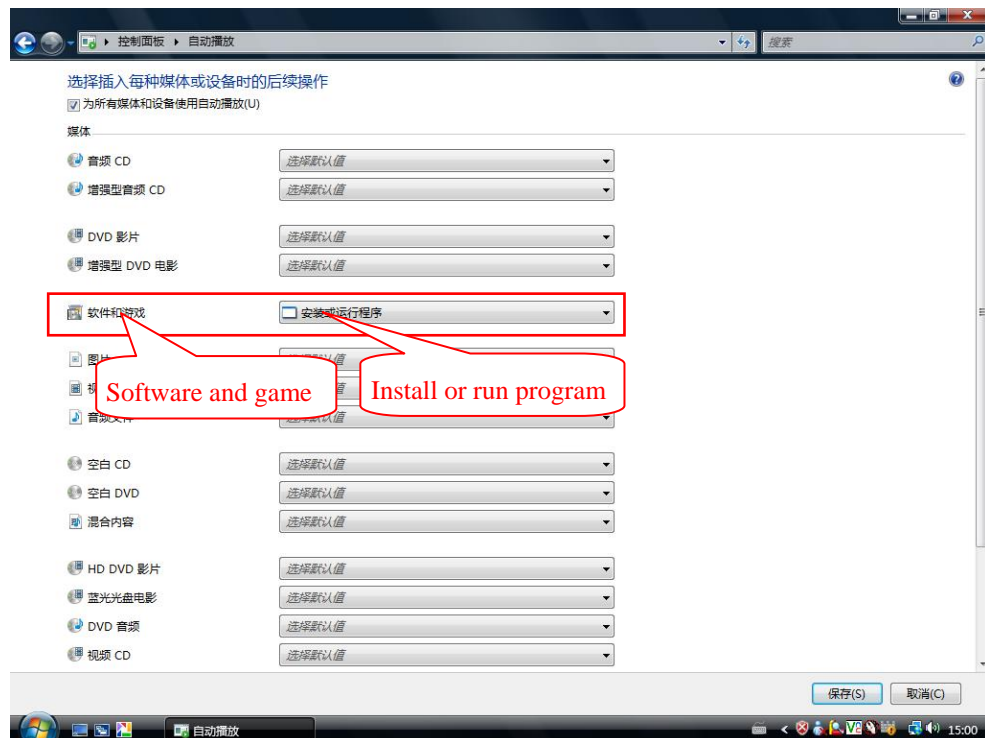 控制面板 ▸ 自动播放
搜索
选择插入每种媒体或设备时的后续操作
为所有媒体和设备使用自动播放(U)
媒体
音频 CD 选择默认值
增强型音频 CD 选择默认值
DVD 影片 选择默认值
增强型 DVD 电影 选择默认值
软件和游戏 安装或运行程序
图片
Software and game
Install or run program
音频文件
空白 CD 选择默认值
空白 DVD 选择默认值
混合内容 选择默认值
HD DVD 影片 选择默认值
蓝光光盘电影 选择默认值
DVD 音频 选择默认值
视频 CD 选择默认值
保存(S) 取消(C)
自动播放 15:00